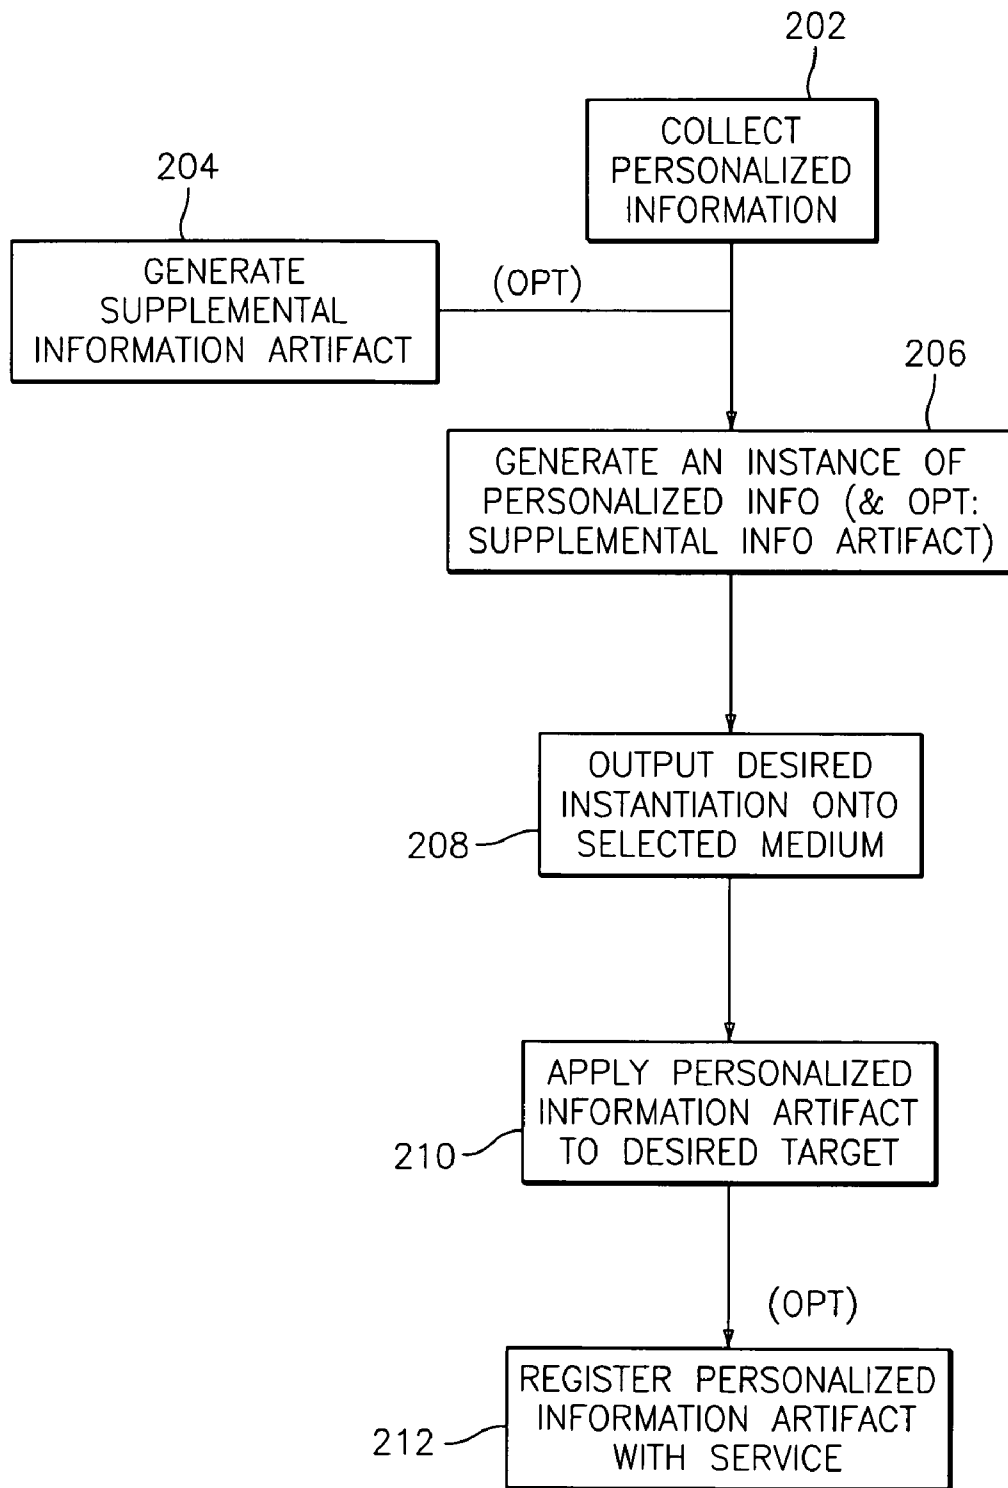 202
COLLECT
PERSONALIZED
INFORMATION
204
GENERATE
SUPPLEMENTAL
INFORMATION ARTIFACT
(OPT)
206
GENERATE AN INSTANCE OF
PERSONALIZED INFO (& OPT:
SUPPLEMENTAL INFO ARTIFACT)
OUTPUT DESIRED
INSTANTIATION ONTO
SELECTED MEDIUM
208
APPLY PERSONALIZED
INFORMATION ARTIFACT
TO DESIRED TARGET
210
(OPT)
REGISTER PERSONALIZED
INFORMATION ARTIFACT
WITH SERVICE
212